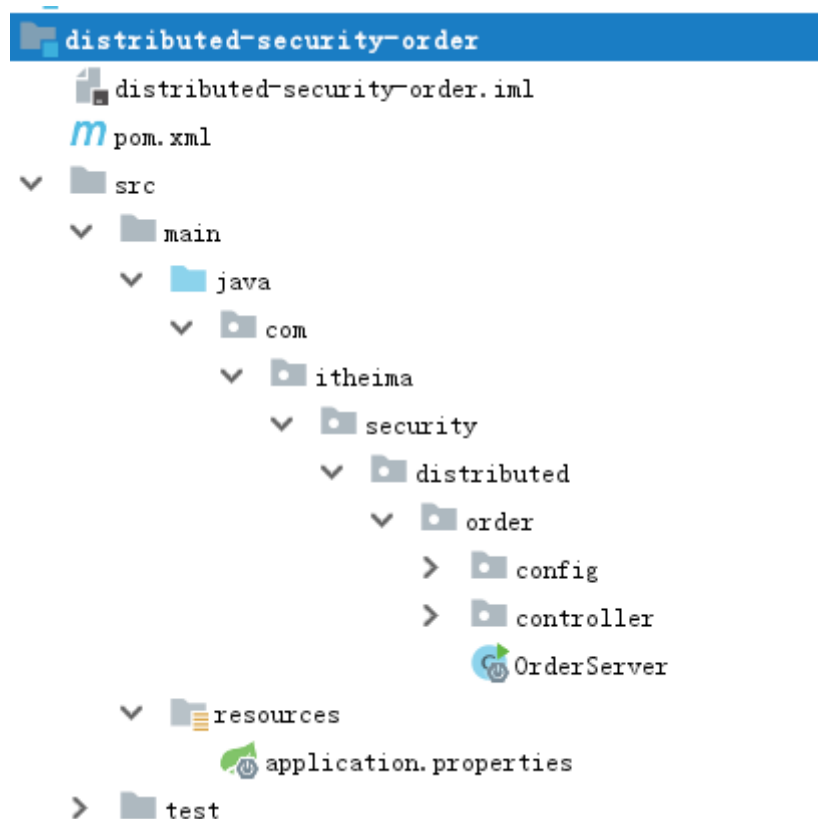 distributed-security-order
distributed-security-order.iml
m pom.xml
src
main
java
com
itheima
security
distributed
order
config
controller
C OrderServer
resources
application.properties
test